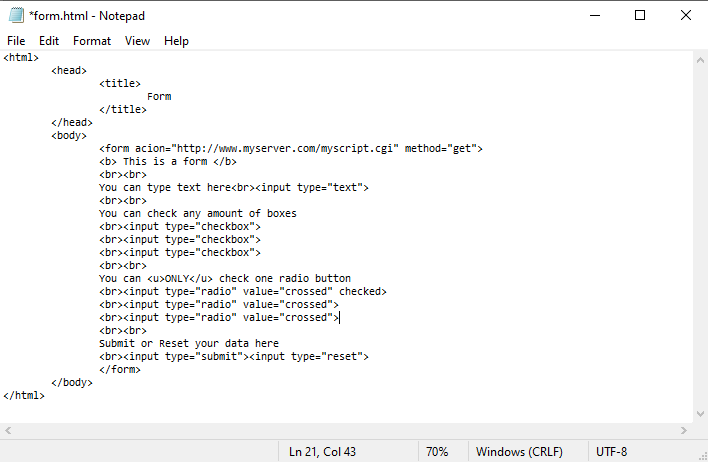 *form.html - Notepad
File Edit Format View Help
<html>
<head>
<title>
Form
</title>
</head>
<body>
<form acion="http://www.myserver.com/myscript.cgi" method="get">
<b> This is a form </b>
<br><br>
You can type text here<br><input type="text">
<br><br>
You can check any amount of boxes
<br><input type="checkbox">
<br><input type="checkbox">
<br><input type="checkbox">
<br><br>
You can <u>ONLY</u> check one radio button
<br><input type="radio" value="crossed" checked>
<br><input type="radio" value="crossed">
<br><input type="radio" value="crossed">
<br><br>
Submit or Reset your data here
<br><input type="submit"><input type="reset">
</form>
</body>
</html>
Ln 21, Col 43 70% Windows (CRLF) UTF-8